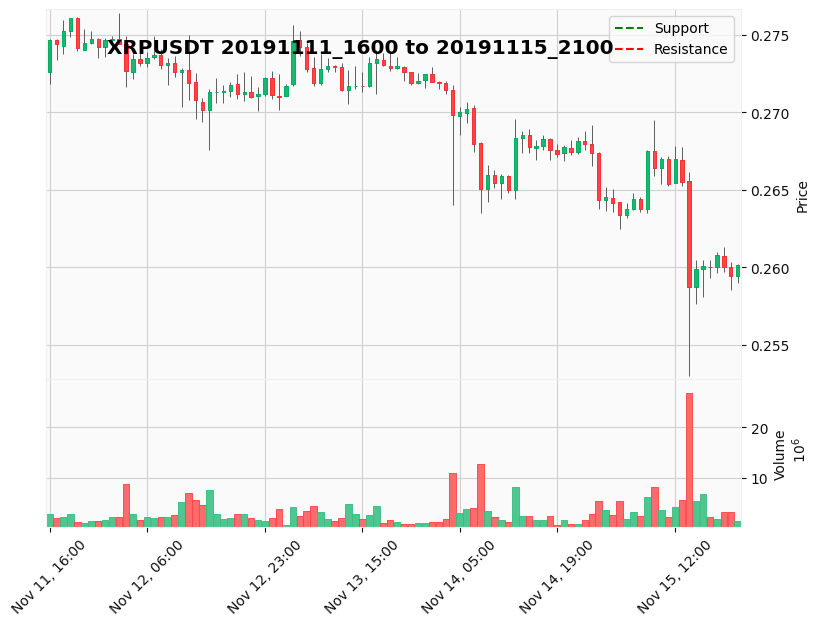 XRPUSDT 20191111_1600 to 20191115_2100
Support
Resistance
0.275
0.270
0.265
0.260
0.255
Price
20
10
Volume
10^6
Nov 11, 16:00
Nov 12, 06:00
Nov 12, 23:00
Nov 13, 15:00
Nov 14, 05:00
Nov 14, 19:00
Nov 15, 12:00